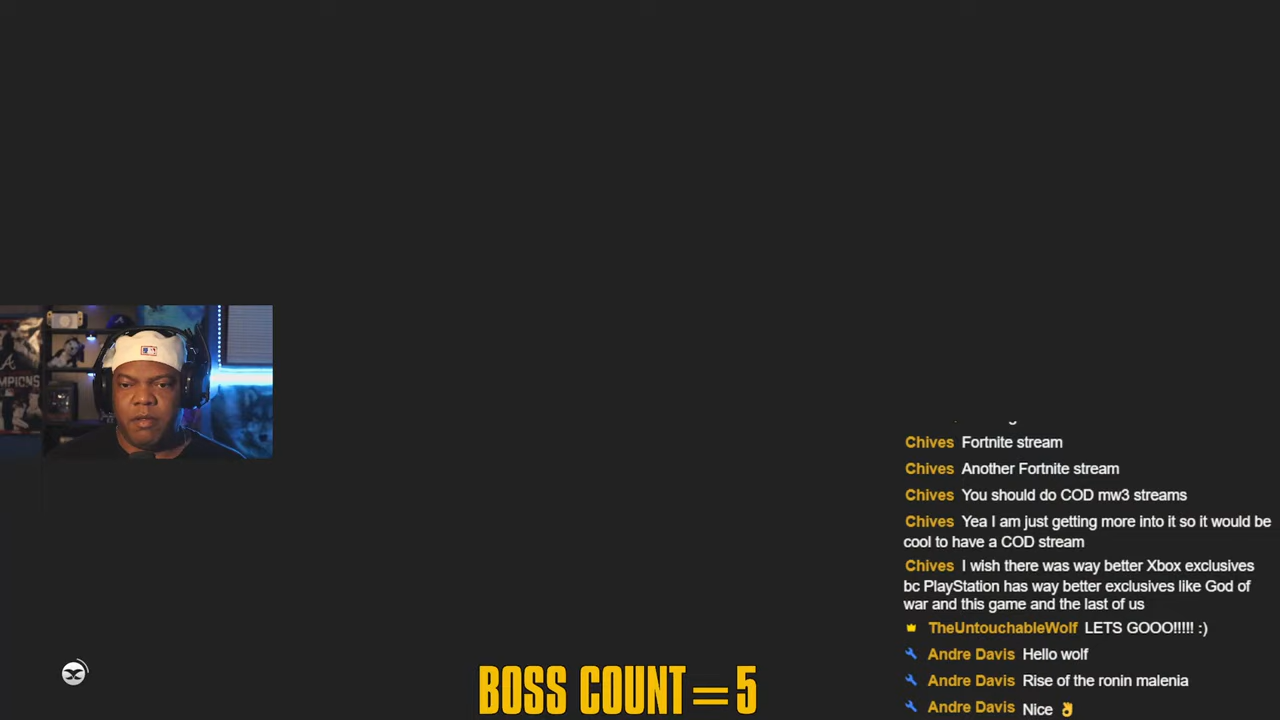 MPIONS
Chives Fortnite stream
Chives Another Fortnite stream
Chives You should do COD mw3 streams
Chives Yea I am just getting more into it so it would be
cool to have a COD stream
Chives I wish there was way better Xbox exclusives
bc PlayStation has way better exclusives like God of
war and this game and the last of us
TheUntouchableWolf LETS GOOO!!!!! :)
Andre Davis Hello wolf
Andre Davis Rise of the ronin malenia
Andre Davis Nice 👌
BOSS COUNT = 5